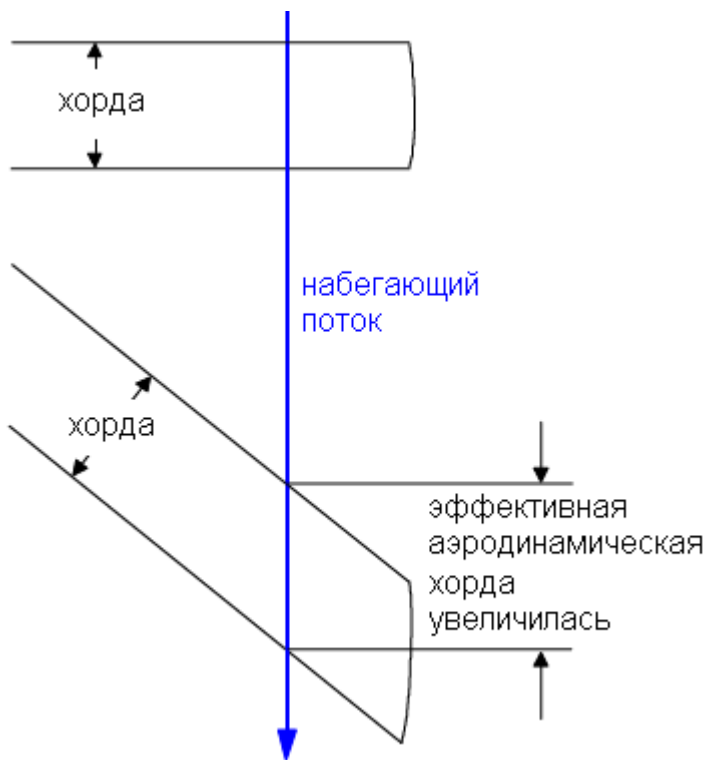 хорда
набегающий
поток
хорда
эффективная
аэродинамическая
хорда
увеличилась